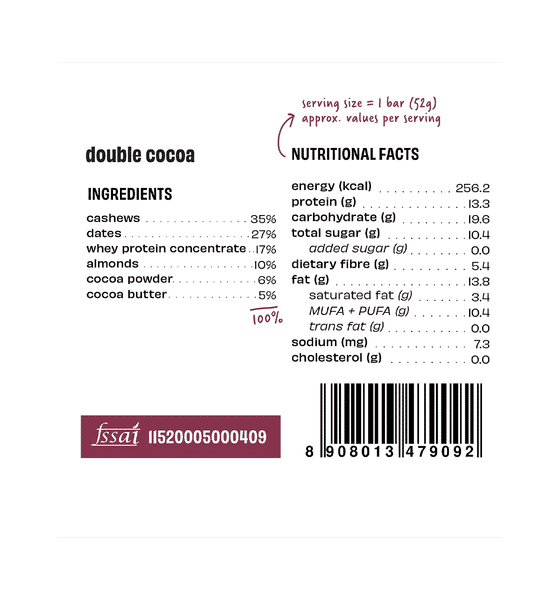 serving size = 1 bar (52g)
approx. values per serving
double cocoa
INGREDIENTS
cashews 35%
dates 27%
whey protein concentrate 17%
almonds 10%
cocoa powder 6%
cocoa butter 5%
100%
NUTRITIONAL FACTS
energy (kcal) 256.2
protein (g) 13.3
carbohydrate (g) 19.6
total sugar (g) 10.4
added sugar (g) 0.0
dietary fibre (g) 5.4
fat (g) 13.8
saturated fat (g) 3.4
MUFA + PUFA (g) 10.4
trans fat (g) 0.0
sodium (mg) 7.3
cholesterol (g) 0.0
fssai 11520005000409
8 908013 479092